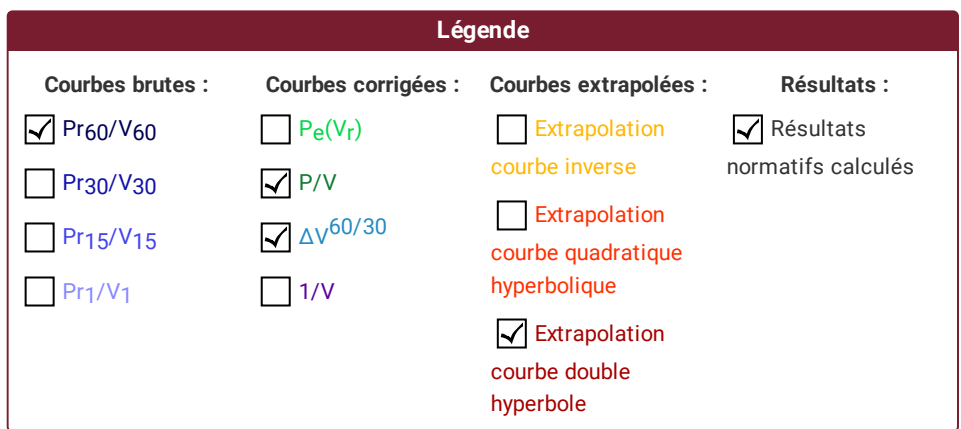 Légende
Courbes brutes :
Pr60/V60
Pr30/V30
Pr15/V15
Pr1/V1
Courbes corrigées :
Pe(Vr)
P/V
ΔV60/30
1/V
Courbes extrapolées :
Extrapolation
courbe inverse
Extrapolation
courbe quadratique
hyperbolique
Extrapolation
courbe double
hyperbole
Résultats :
Résultats
normatifs calculés